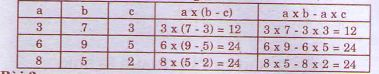 a b c a x (b - c) a x b - a x c
3 7 3 3 x (7 - 3) = 12 3 x 7 - 3 x 3 = 12
6 9 5 6 x (9 - 5) = 24 6 x 9 - 6 x 5 = 24
8 5 2 8 x (5 - 2) = 24 8 x 5 - 8 x 2 = 24